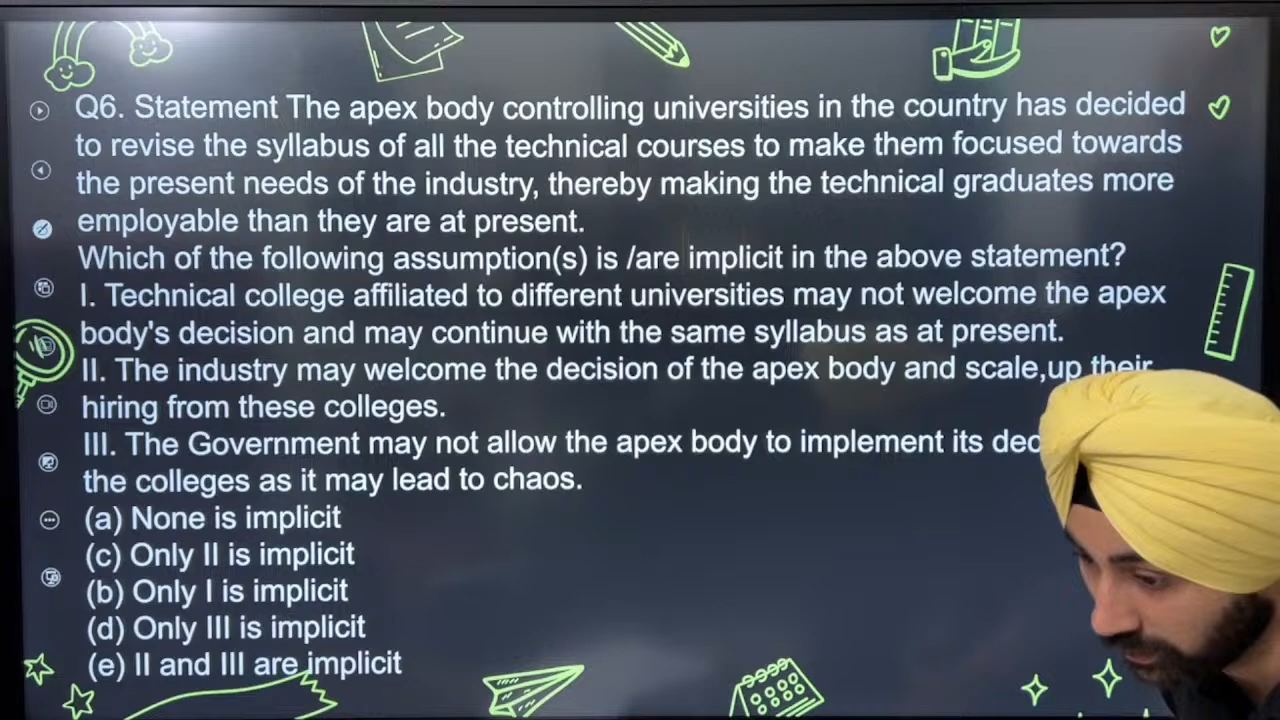 Q6. Statement The apex body controlling universities in the country has decided
to revise the syllabus of all the technical courses to make them focused towards
the present needs of the industry, thereby making the technical graduates more
employable than they are at present.
Which of the following assumption(s) is /are implicit in the above statement?
I. Technical college affiliated to different universities may not welcome the apex
body's decision and may continue with the same syllabus as at present.
II. The industry may welcome the decision of the apex body and scale,up their
hiring from these colleges.
III. The Government may not allow the apex body to implement its
the colleges as it may lead to chaos.
(a) None is implicit
(c) Only II is implicit
(b) Only I is implicit
(d) Only III is implicit
(e) II and III are implicit